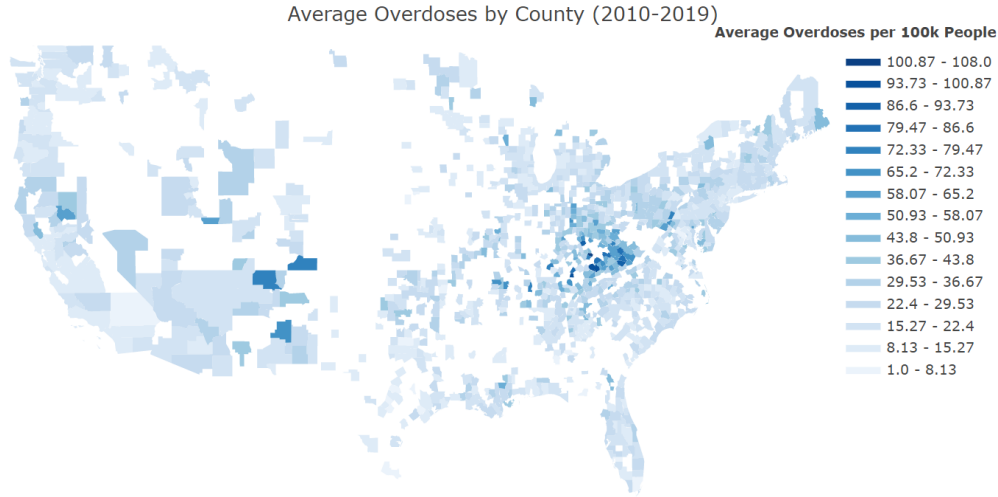 Average Overdoses by County (2010-2019)
Average Overdoses per 100k People
100.87 - 108.0
93.73 - 100.87
86.6 - 93.73
79.47 - 86.6
72.33 - 79.47
65.2 - 72.33
58.07 - 65.2
50.93 - 58.07
43.8 - 50.93
36.67 - 43.8
29.53 - 36.67
22.4 - 29.53
15.27 - 22.4
8.13 - 15.27
1.0 - 8.13